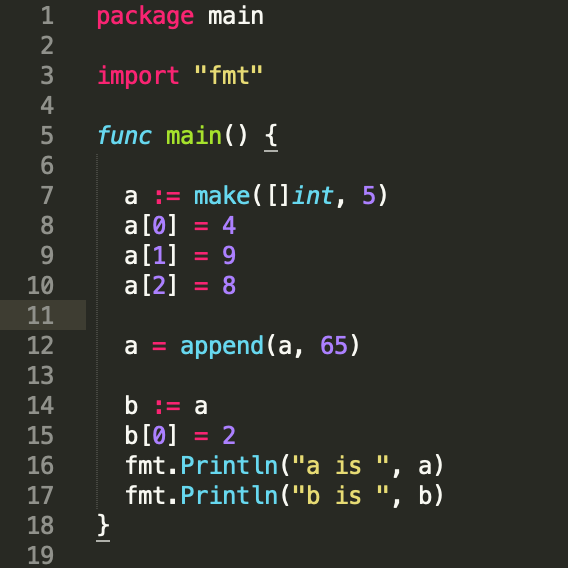 1 package main
2
3 import "fmt"
4
5 func main() {
6
7 a := make([]int, 5)
8 a[0] = 4
9 a[1] = 9
10 a[2] = 8
11
12 a = append(a, 65)
13
14 b := a
15 b[0] = 2
16 fmt.Println("a is ", a)
17 fmt.Println("b is ", b)
18 }
19